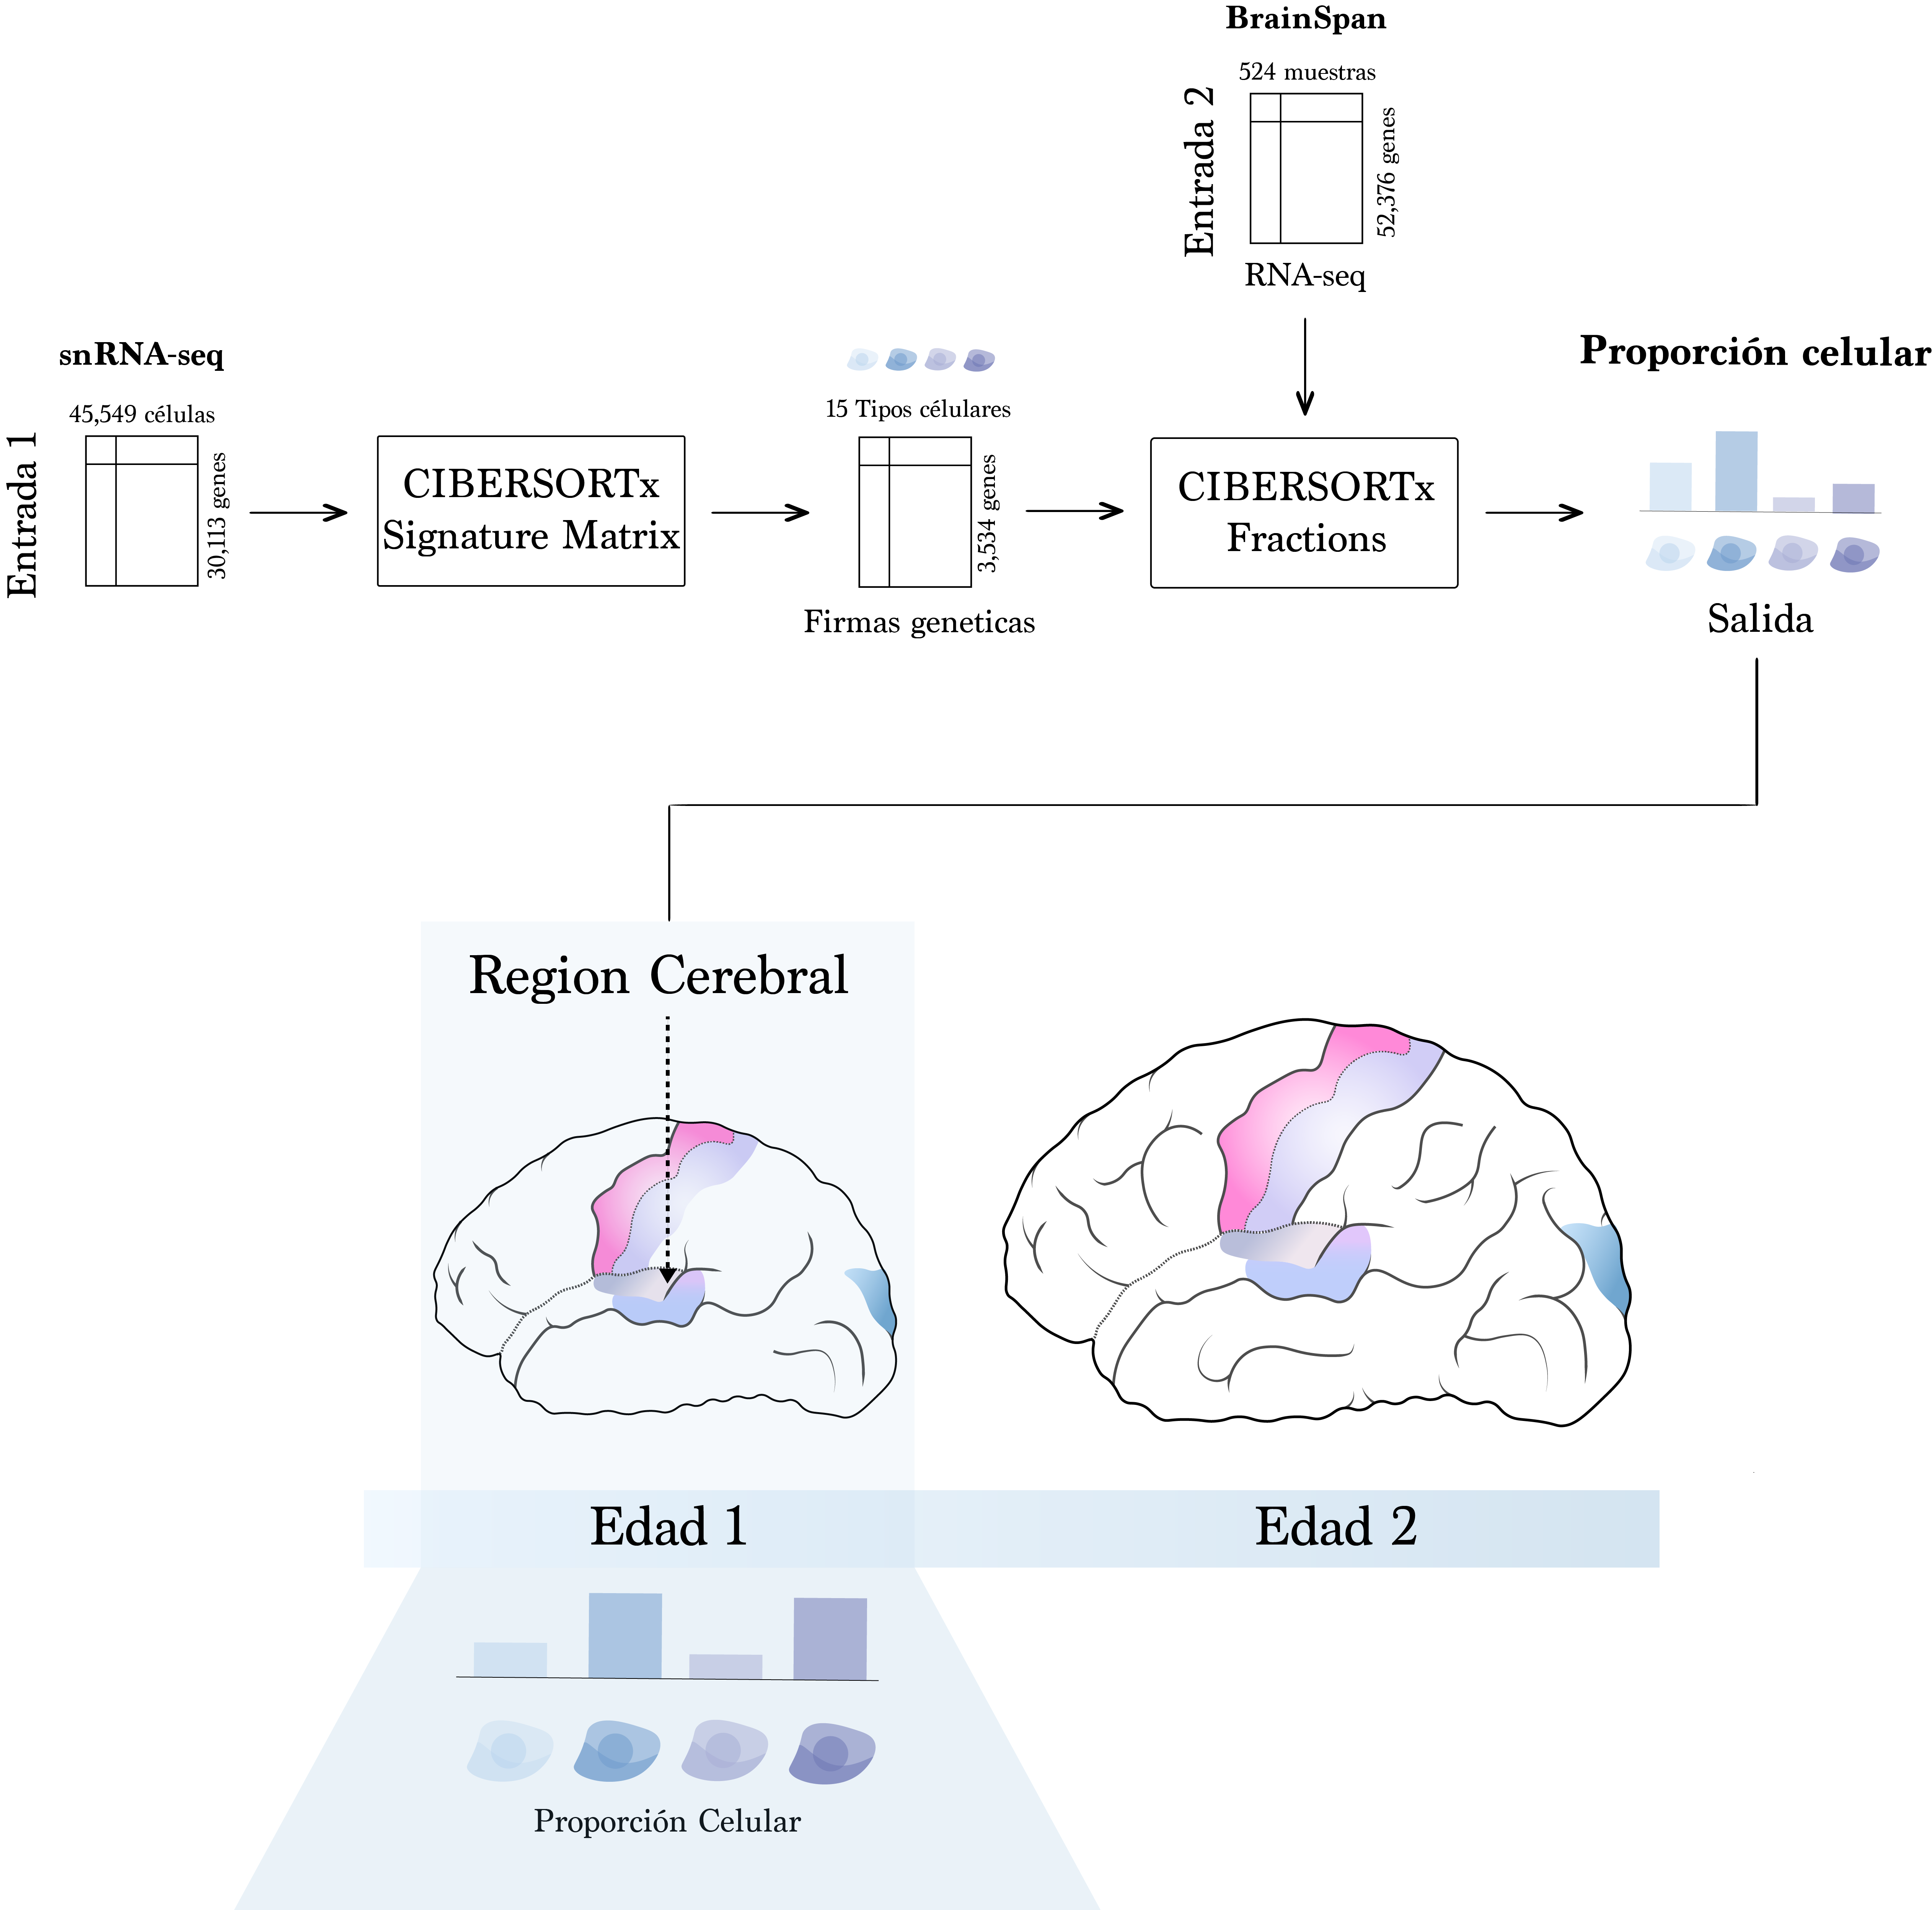 BrainSpan
524 muestras
Entrada 2
52,376 genes
RNA-seq
snRNA-seq
45,549 células
Entrada 1
30,113 genes
CIBERSORTx
Signature Matrix
15 Tipos célulares
3,534 genes
Firmas geneticas
CIBERSORTx
Fractions
Proporción celular
Salida
Region Cerebral
Edad 1
Edad 2
Proporción Celular